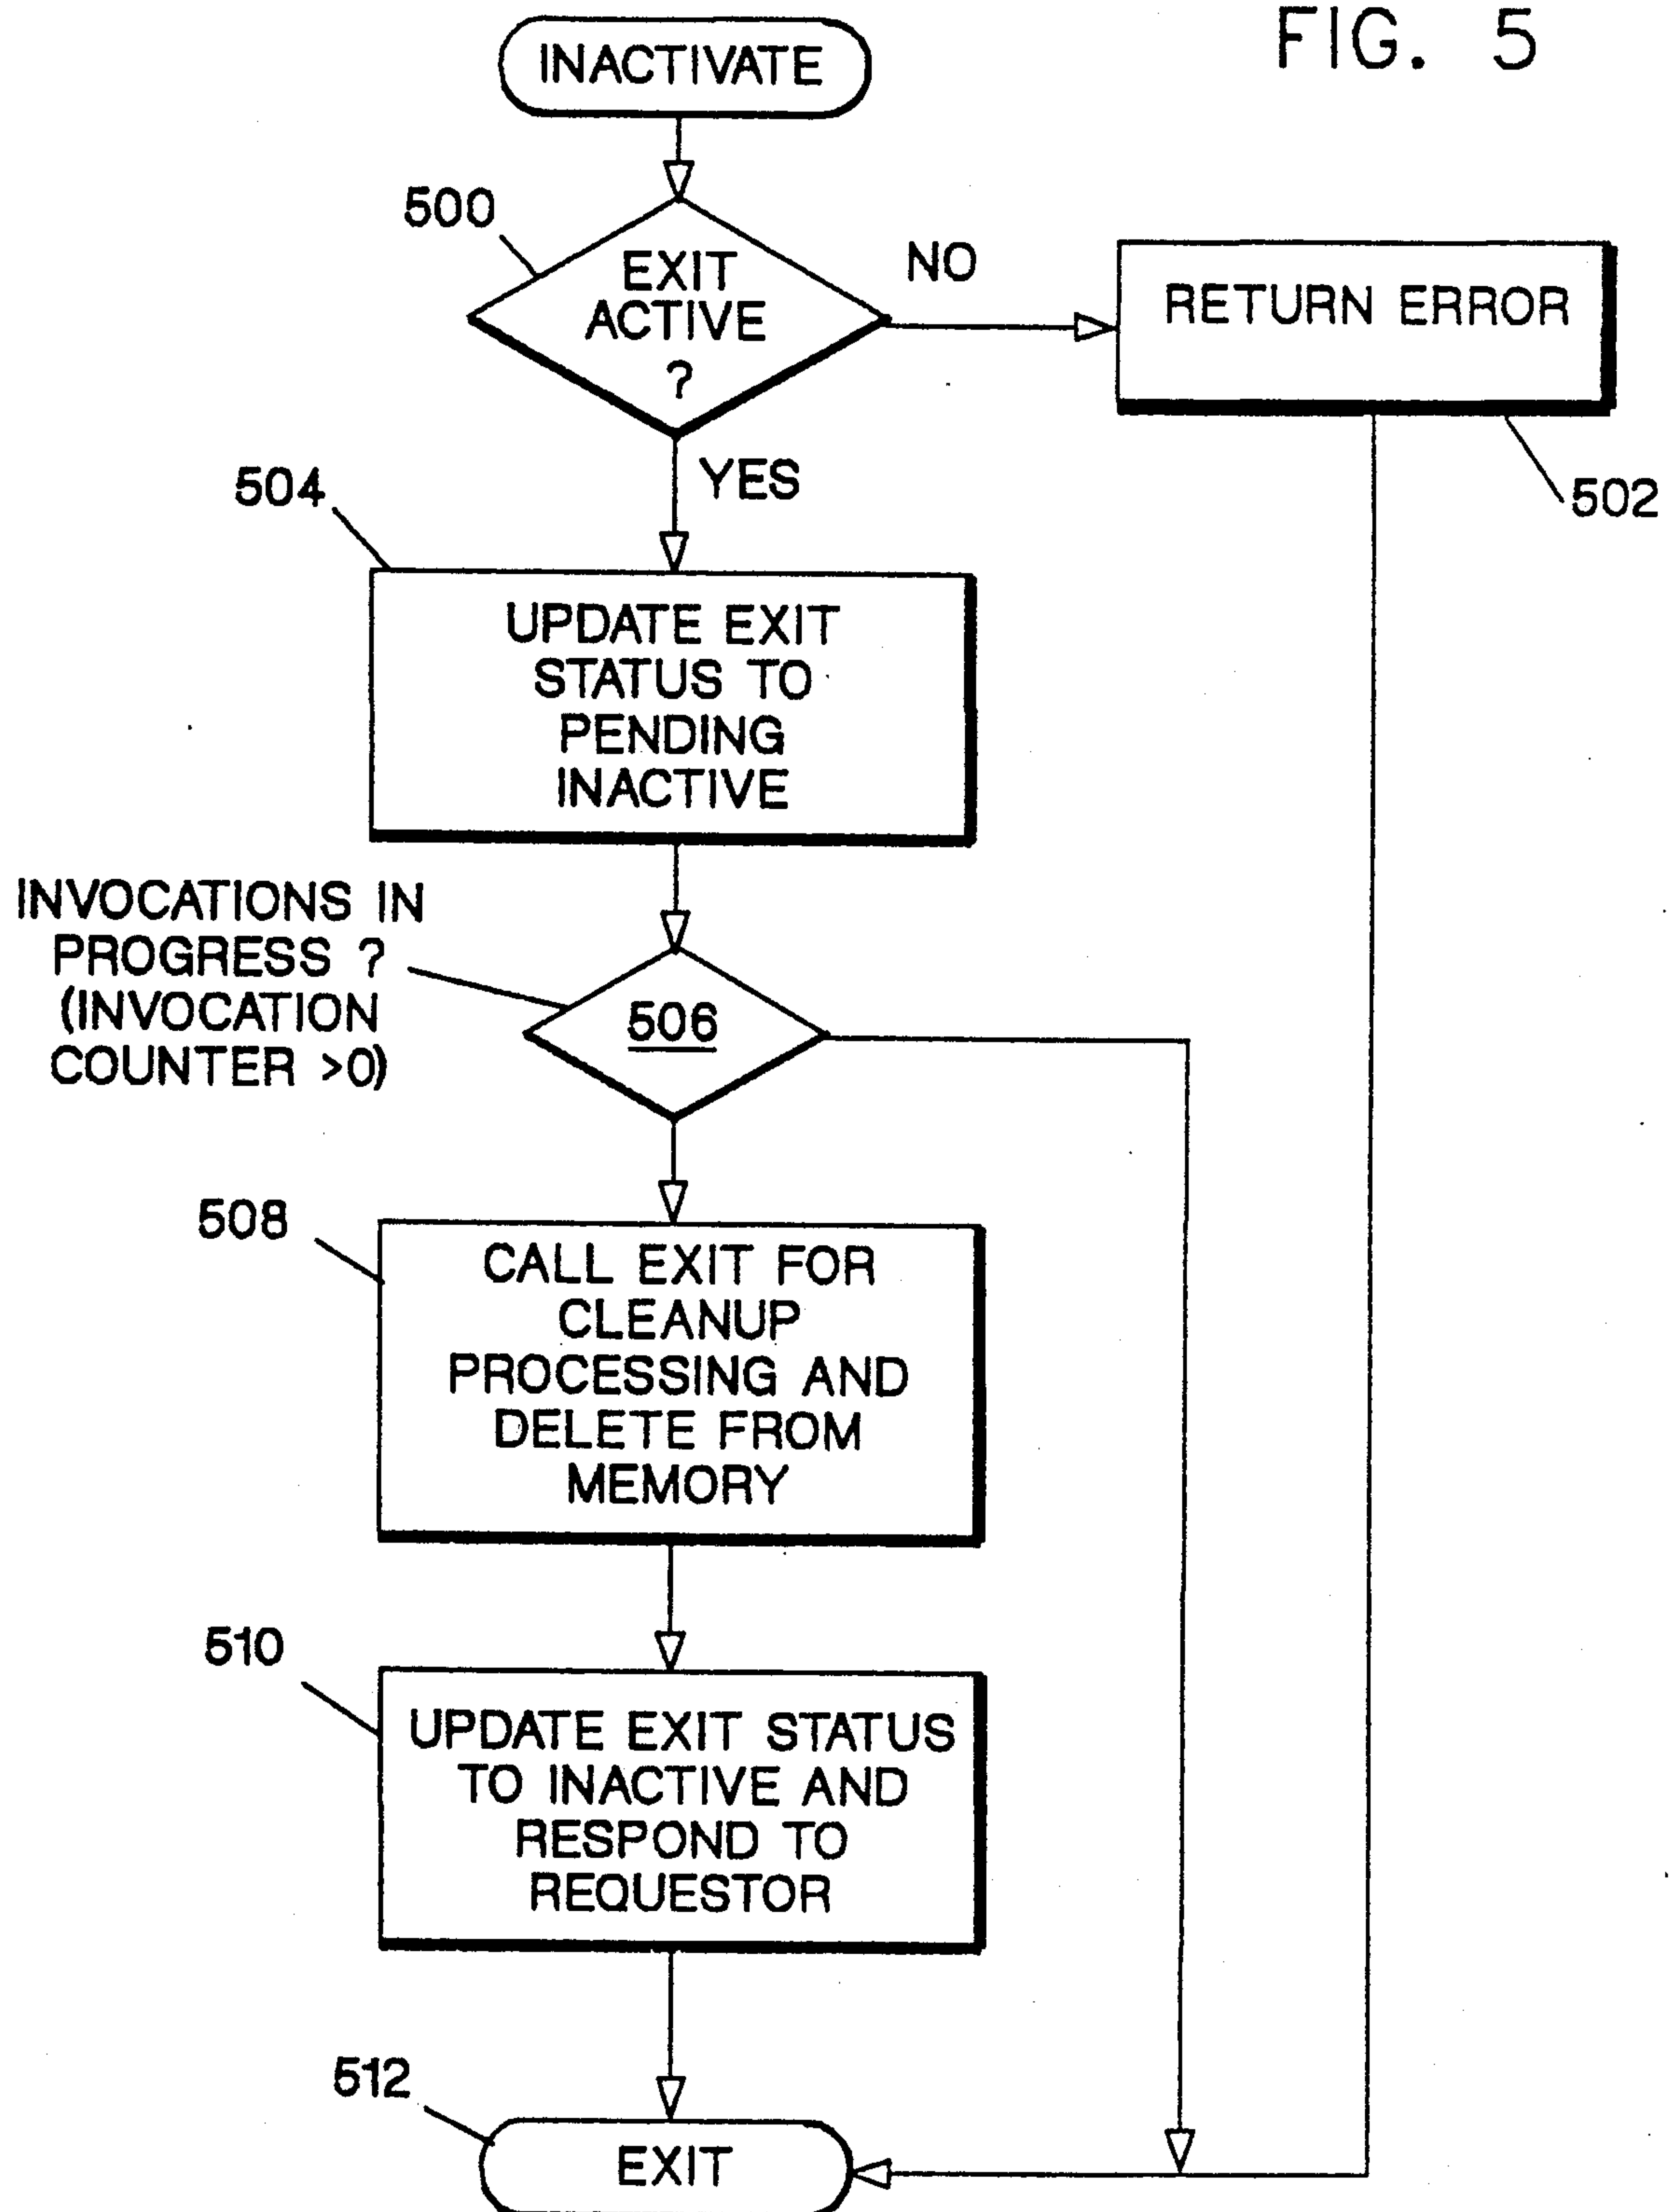 FIG. 5
INACTIVATE
500
EXIT
ACTIVE
?
NO
RETURN ERROR
502
YES
504
UPDATE EXIT
STATUS TO
PENDING
INACTIVE
INVOCATIONS IN
PROGRESS ?
(INVOCATION
COUNTER >0)
506
508
CALL EXIT FOR
CLEANUP
PROCESSING AND
DELETE FROM
MEMORY
510
UPDATE EXIT STATUS
TO INACTIVE AND
RESPOND TO
REQUESTOR
512
EXIT